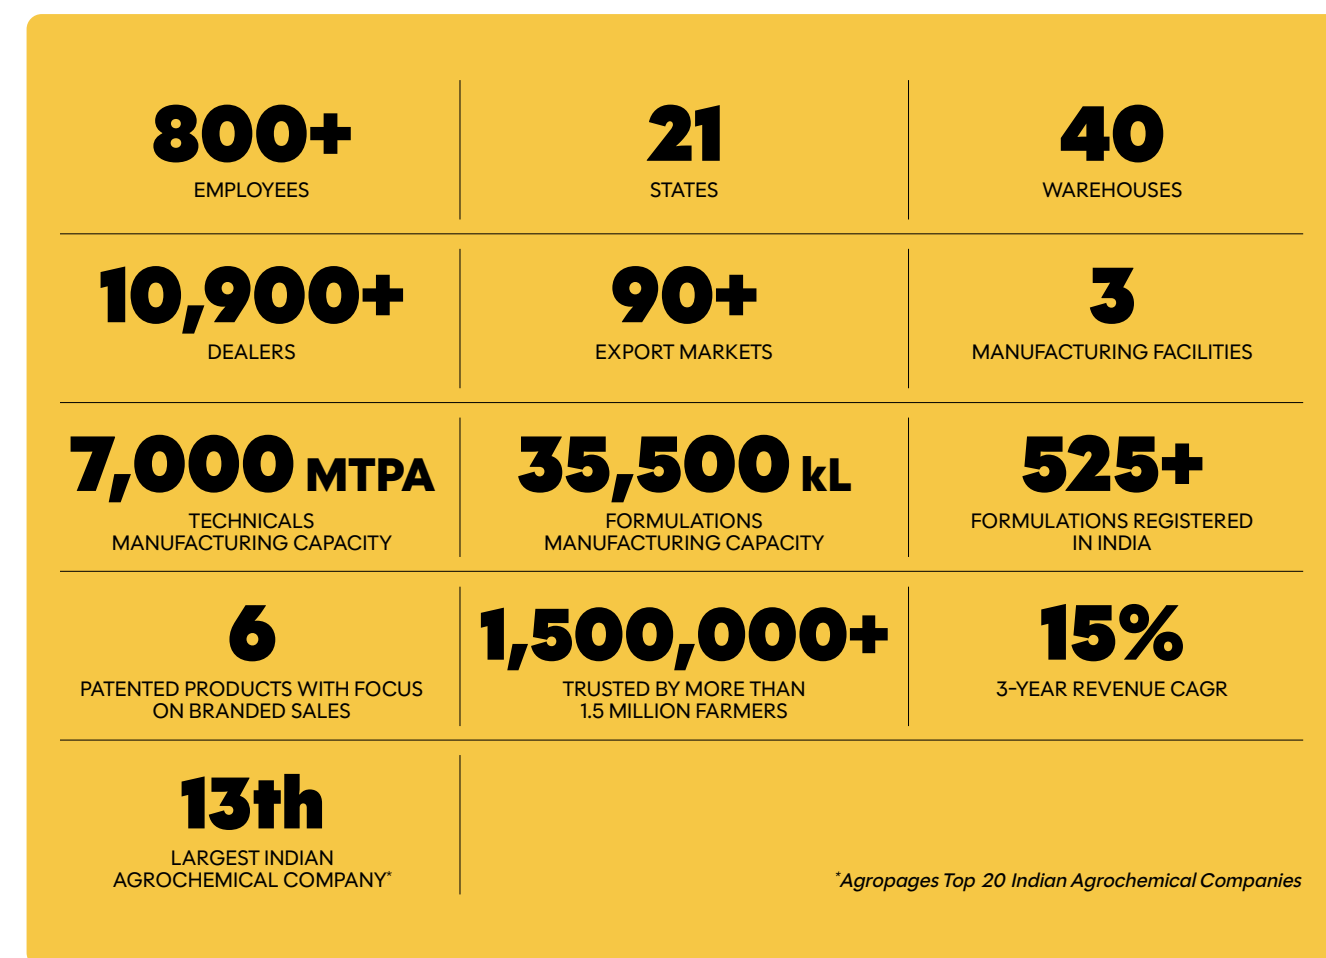 800+
EMPLOYEES
21
STATES
40
WAREHOUSES
10,900+
DEALERS
90+
EXPORT MARKETS
3
MANUFACTURING FACILITIES
7,000 MTPA
TECHNICALS
MANUFACTURING CAPACITY
35,500 kL
FORMULATIONS
MANUFACTURING CAPACITY
525+
FORMULATIONS REGISTERED
IN INDIA
6
PATENTED PRODUCTS WITH FOCUS
ON BRANDED SALES
1,500,000+
TRUSTED BY MORE THAN
1.5 MILLION FARMERS
15%
3-YEAR REVENUE CAGR
13th
LARGEST INDIAN
AGROCHEMICAL COMPANY*
*Agropages Top 20 Indian Agrochemical Companies